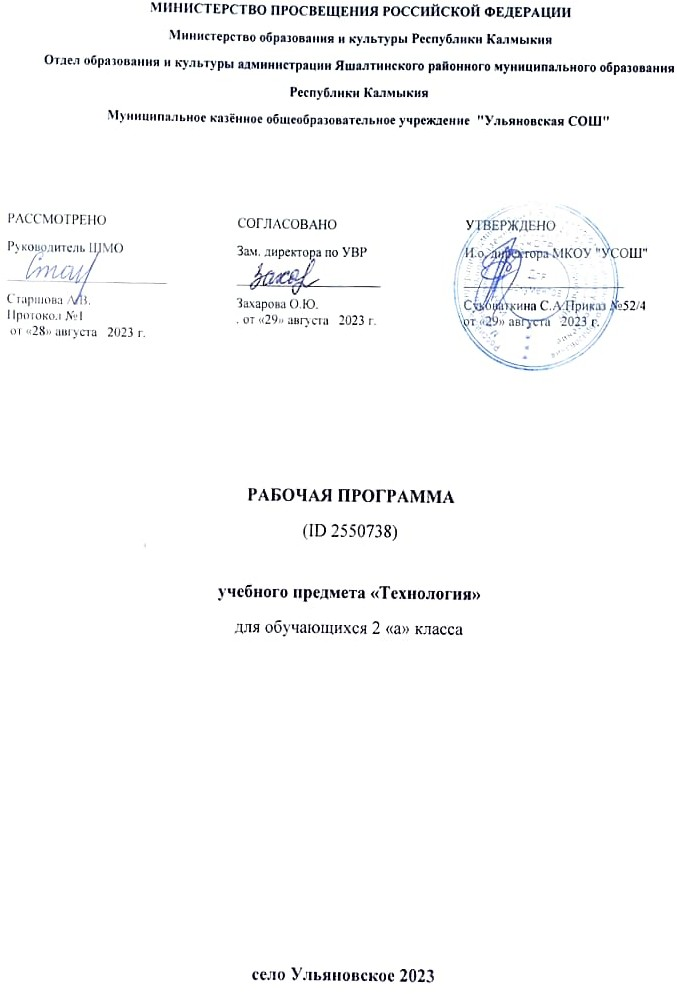 МИНИСТЕРСТВО ПРОСВЕЩЕНИЯ РОССИЙСКОЙ ФЕДЕРАЦИИ
Министерство образования и культуры Республики Калмыкия
Отдел образования и культуры администрации Яшалтинского районного муниципального образования
Республики Калмыкия
Муниципальное казённое общеобразовательное учреждение "Ульяновская СОШ"
РАССМОТРЕНО
Руководитель ШМО
Старшова А.В.
Протокол №1
от «28» августа 2023 г.
СОГЛАСОВАНО
Зам. директора по УВР
Захарова О.Ю.
. от «29» августа 2023 г.
УТВЕРЖДЕНО
И.о. директора МКОУ "УСОШ"
Суковаткина С.А Приказ №52/4
от «29» августа 2023 г.
РАБОЧАЯ ПРОГРАММА
(ID 2550738)
учебного предмета «Технология»
для обучающихся 2 «а» класса
село Ульяновское 2023